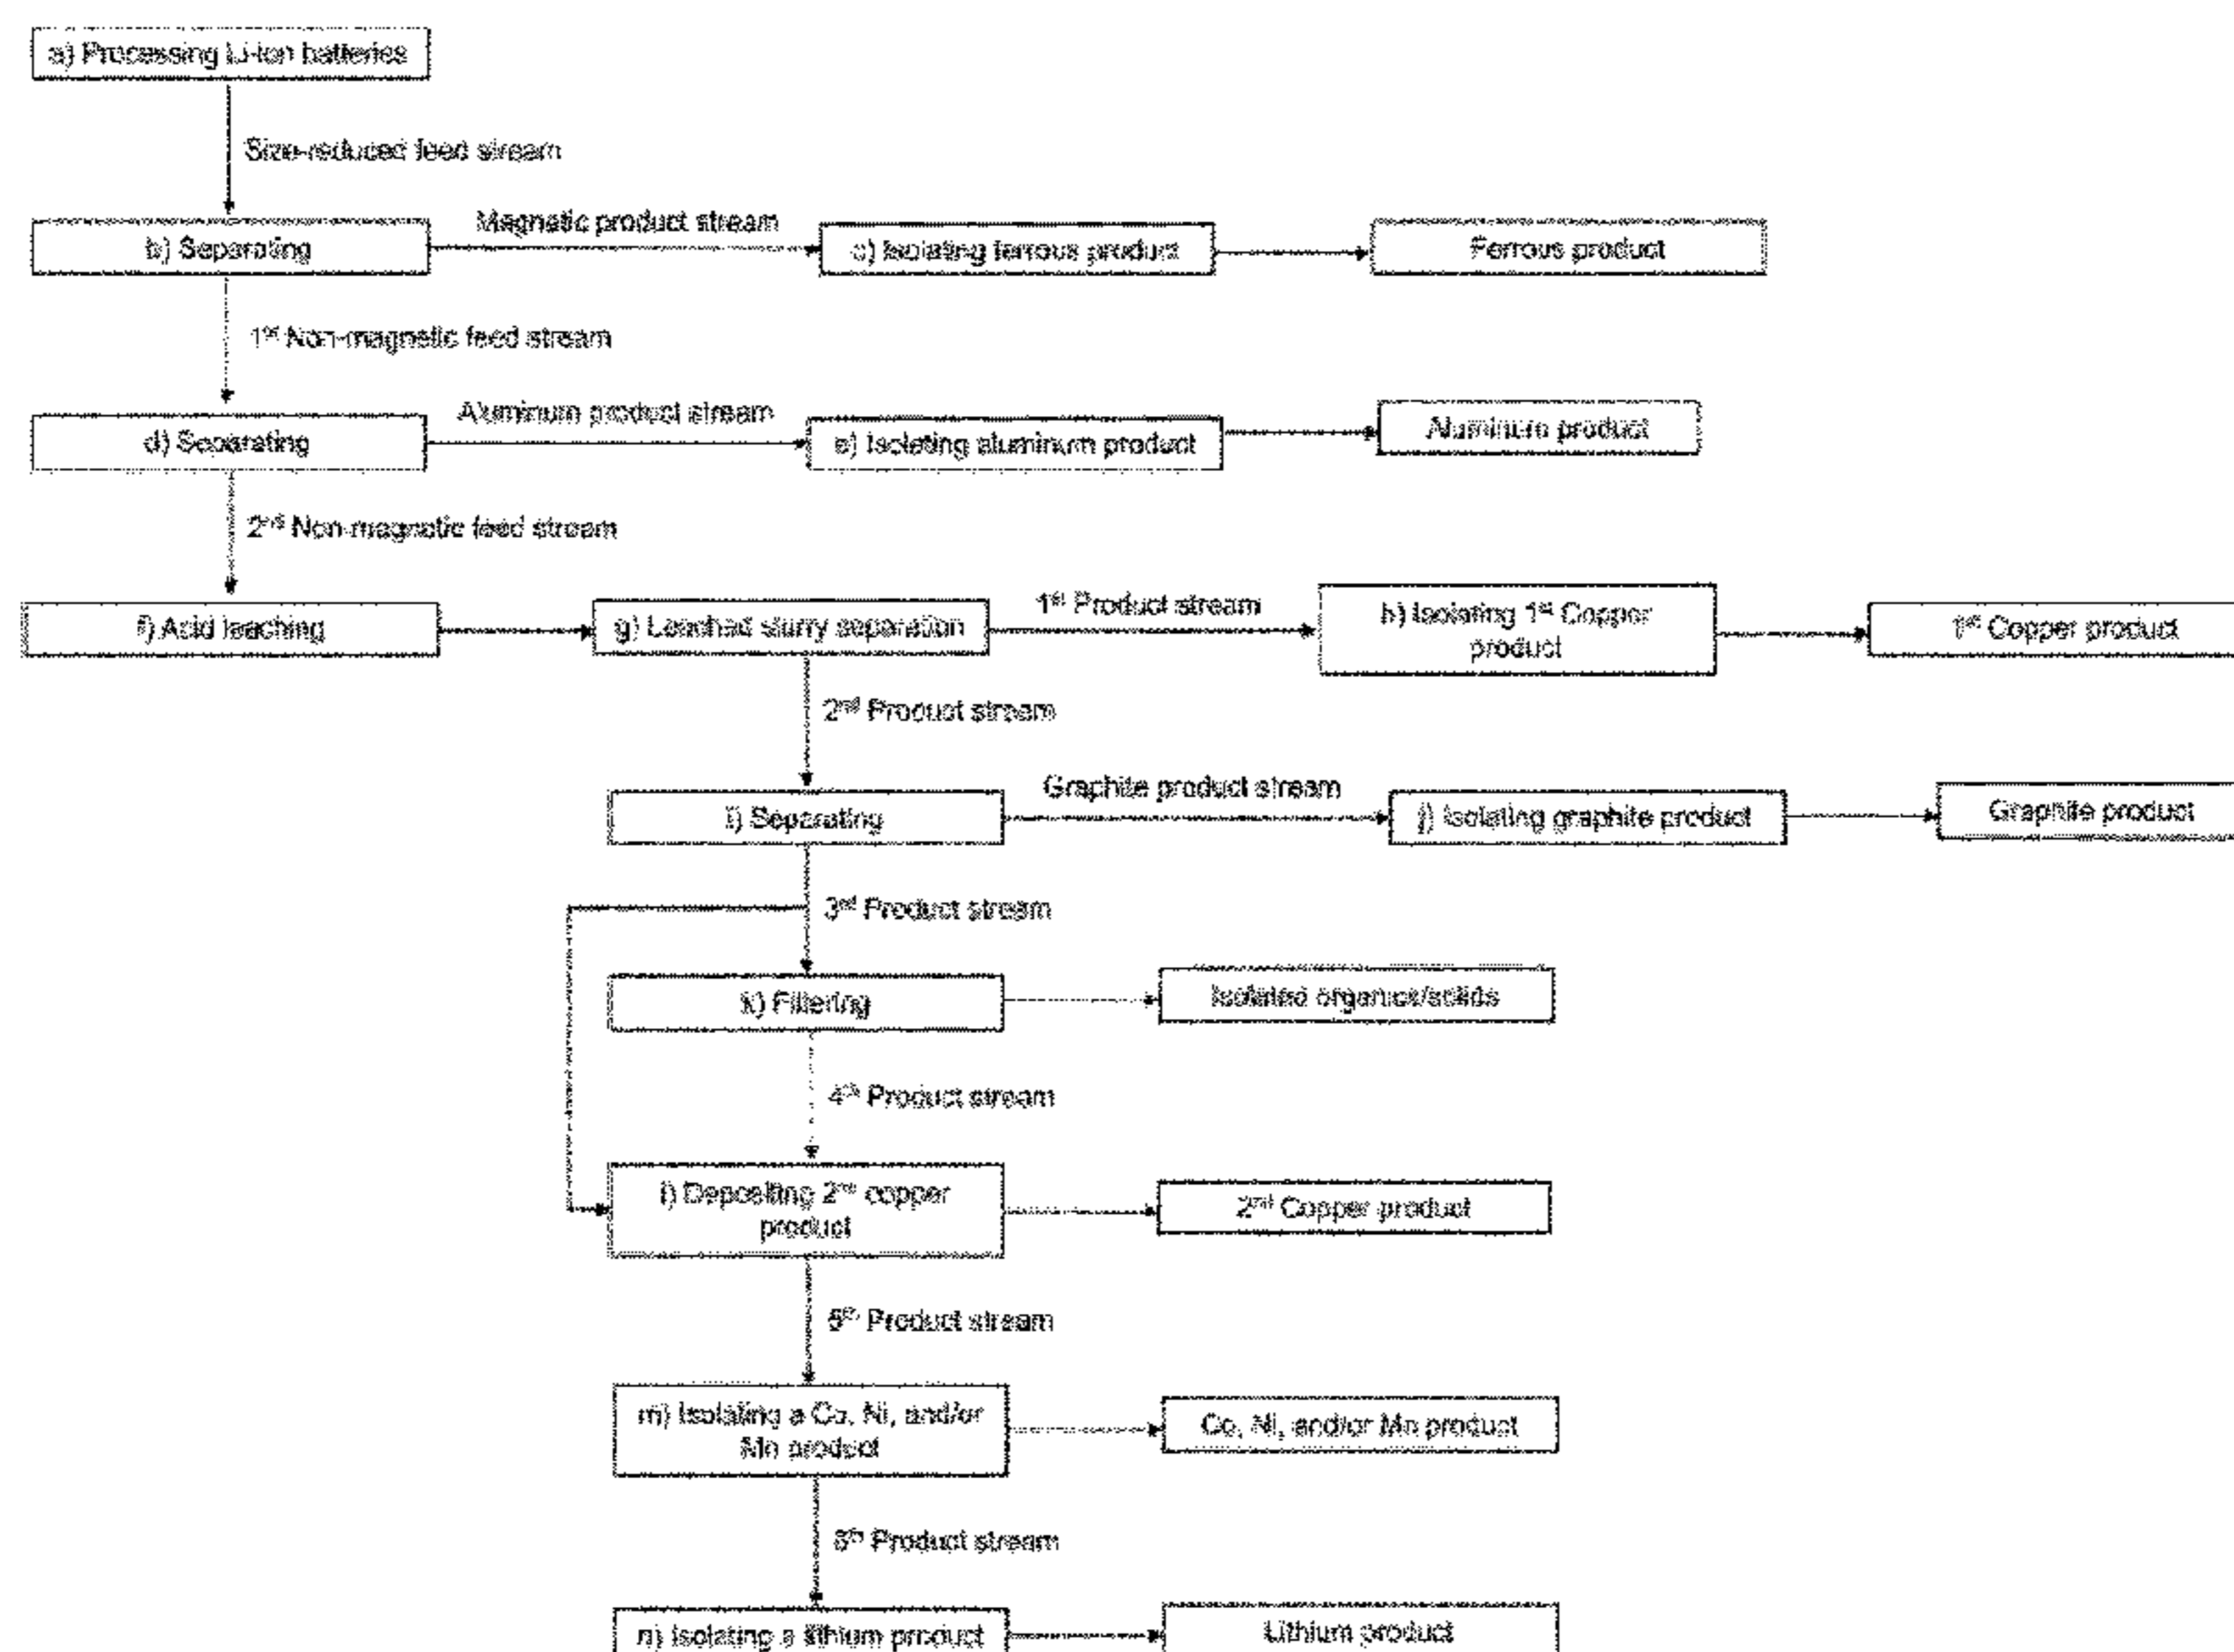 a) Processing Li-ion batteries
Size-reduced feed stream
b) Separating
Magnetic product stream
c) Isolating ferrous product
Ferrous product
1st Non-magnetic feed stream
d) Separating
Aluminum product stream
e) Isolating aluminum product
Aluminum product
2nd Non-magnetic feed stream
f) Acid leaching
g) Leached slurry separation
1st Product stream
h) Isolating 1st Copper
product
1st Copper product
2nd Product stream
i) Separating
Graphite product stream
j) Isolating graphite product
Graphite product
3rd Product stream
k) Filtering
Isolated organics/solids
4th Product stream
l) Depositing 2nd copper
product
2nd Copper product
5th Product stream
m) Isolating a Co, Ni, and/or
Mn product
Co, Ni, and/or Mn product
6th Product stream
n) Isolating a lithium product
Lithium product